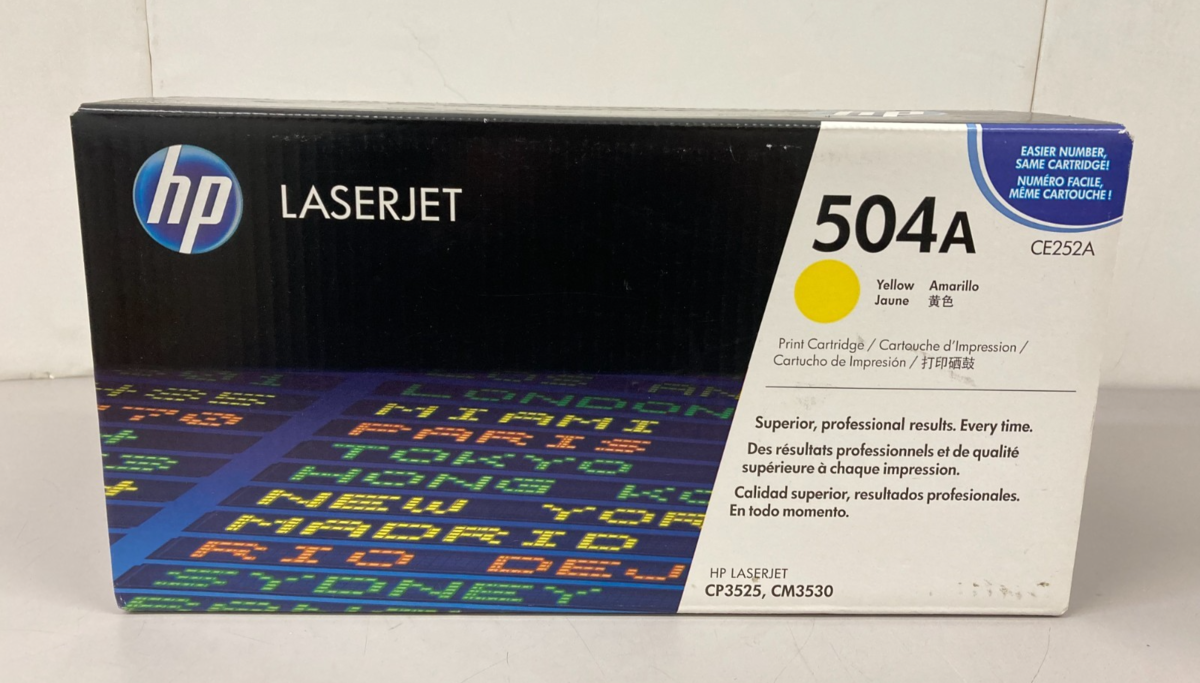 hp
LASERJET
EASIER NUMBER,
SAME CARTRIDGE!
NUMÉRO FACILE,
MÊME CARTOUCHE!
504A
CE252A
Yellow Amarillo
Jaune 黄色
Print Cartridge / Cartouche d'Impression /
Cartucho de Impresión / 打印硒鼓
Superior, professional results. Every time.
Des résultats professionnels et de qualité
supérieure à chaque impression.
Calidad superior, resultados profesionales.
En todo momento.
HP LASERJET
CP3525, CM3530
LONDON
MIAMI
PARIS
TOKYO
HONG KO
NEW YOR
MADRID
RIO DEJ
SYDNEY